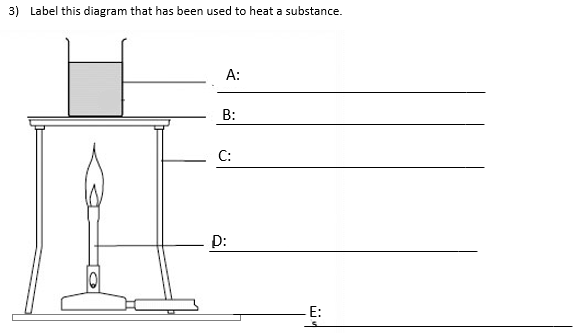 3) Label this diagram that has been used to heat a substance.
A:
B:
C:
D:
E: